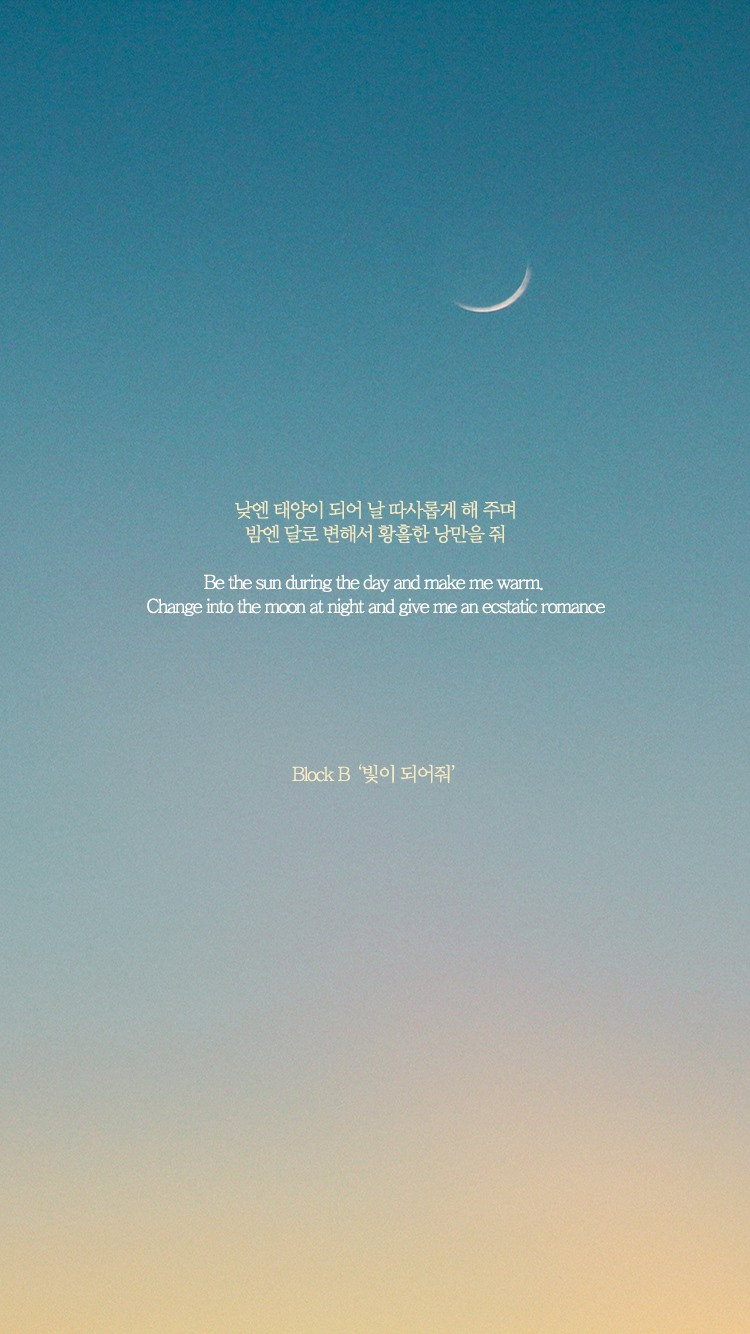 낮엔 태양이 되어 날 따사롭게 해 주며
밤엔 달로 변해서 황홀한 낭만을 줘
Be the sun during the day and make me warm.
Change into the moon at night and give me an ecstatic romance
Block B ‘빛이 되어줘’